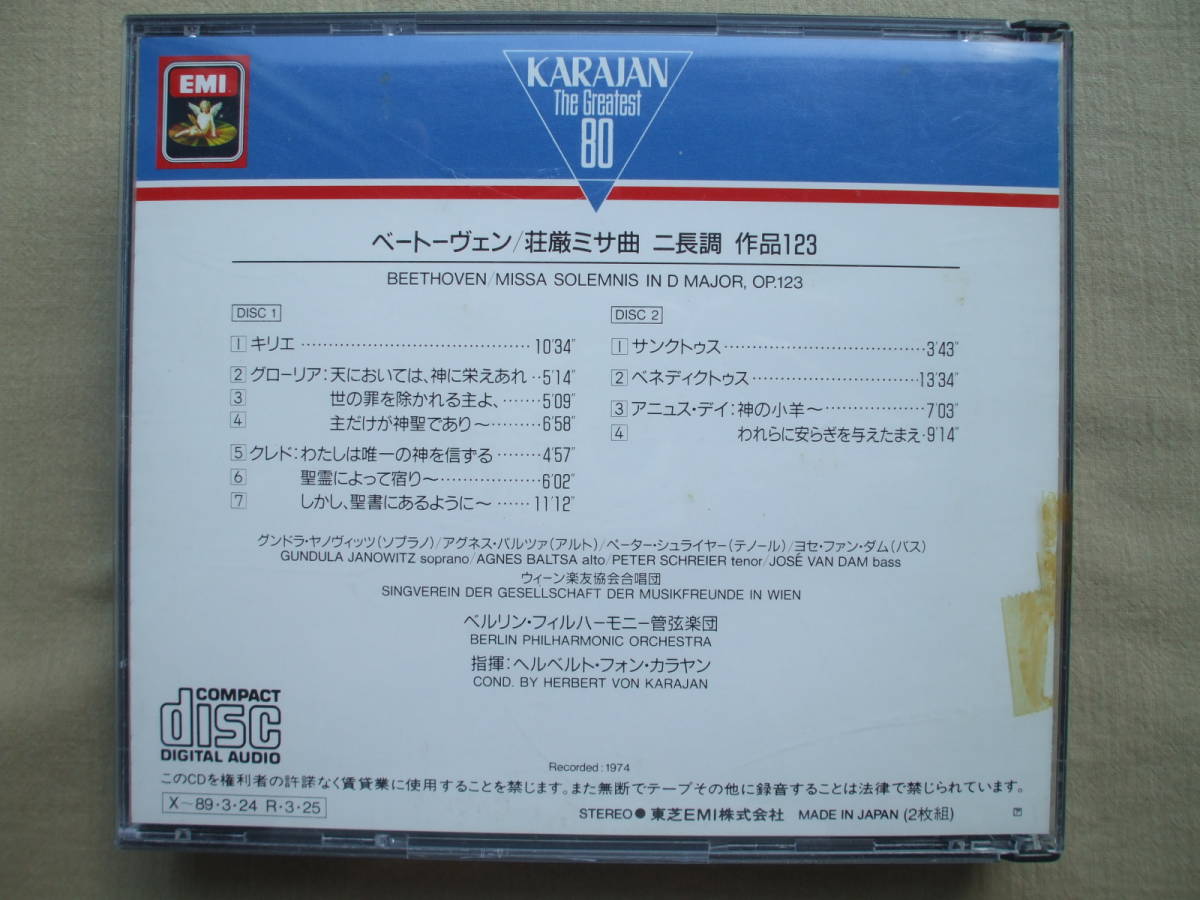 EMI
KARAJAN
The Greatest
80
ベートーヴェン/荘厳ミサ曲 ニ長調 作品123
BEETHOVEN/MISSA SOLEMNIS IN D MAJOR, OP.123
DISC 1
1 キリエ 10'34"
2 グローリア：天においては、神に栄えあれ 5'14"
3 世の罪を除かれる主よ、 5'09"
4 主だけが神聖であり〜 6'58"
5 クレド：わたしは唯一の神を信ずる 4'57"
6 聖霊によって宿り〜 6'02"
7 しかし、聖書にあるように〜 11'12"
DISC 2
1 サンクトゥス 3'43"
2 ベネディクトゥス 13'34"
3 アニュス・デイ：神の小羊〜 7'03"
4 われらに安らぎを与えたまえ 9'14"
グンドラ・ヤノヴィッツ(ソプラノ)/アグネス・バルツァ(アルト)/ペーター・シュライヤー(テノール)/ヨセ・ファン・ダム(バス)
GUNDULA JANOWITZ soprano/AGNES BALTSA alto/PETER SCHREIER tenor/JOSÉ VAN DAM bass
ウィーン楽友協会合唱団
SINGVEREIN DER GESELLSCHAFT DER MUSIKFREUNDE IN WIEN
ベルリン・フィルハーモニー管弦楽団
BERLIN PHILHARMONIC ORCHESTRA
指揮：ヘルベルト・フォン・カラヤン
COND. BY HERBERT VON KARAJAN
COMPACT
disc
DIGITAL AUDIO
Recorded：1974
このCDを権利者の許諾なく賃貸業に使用することを禁じます。また無断でテープその他に録音することは法律で禁じられています。
X〜89・3・24 R・3・25
STEREO● 東芝EMI株式会社 MADE IN JAPAN (2枚組) P